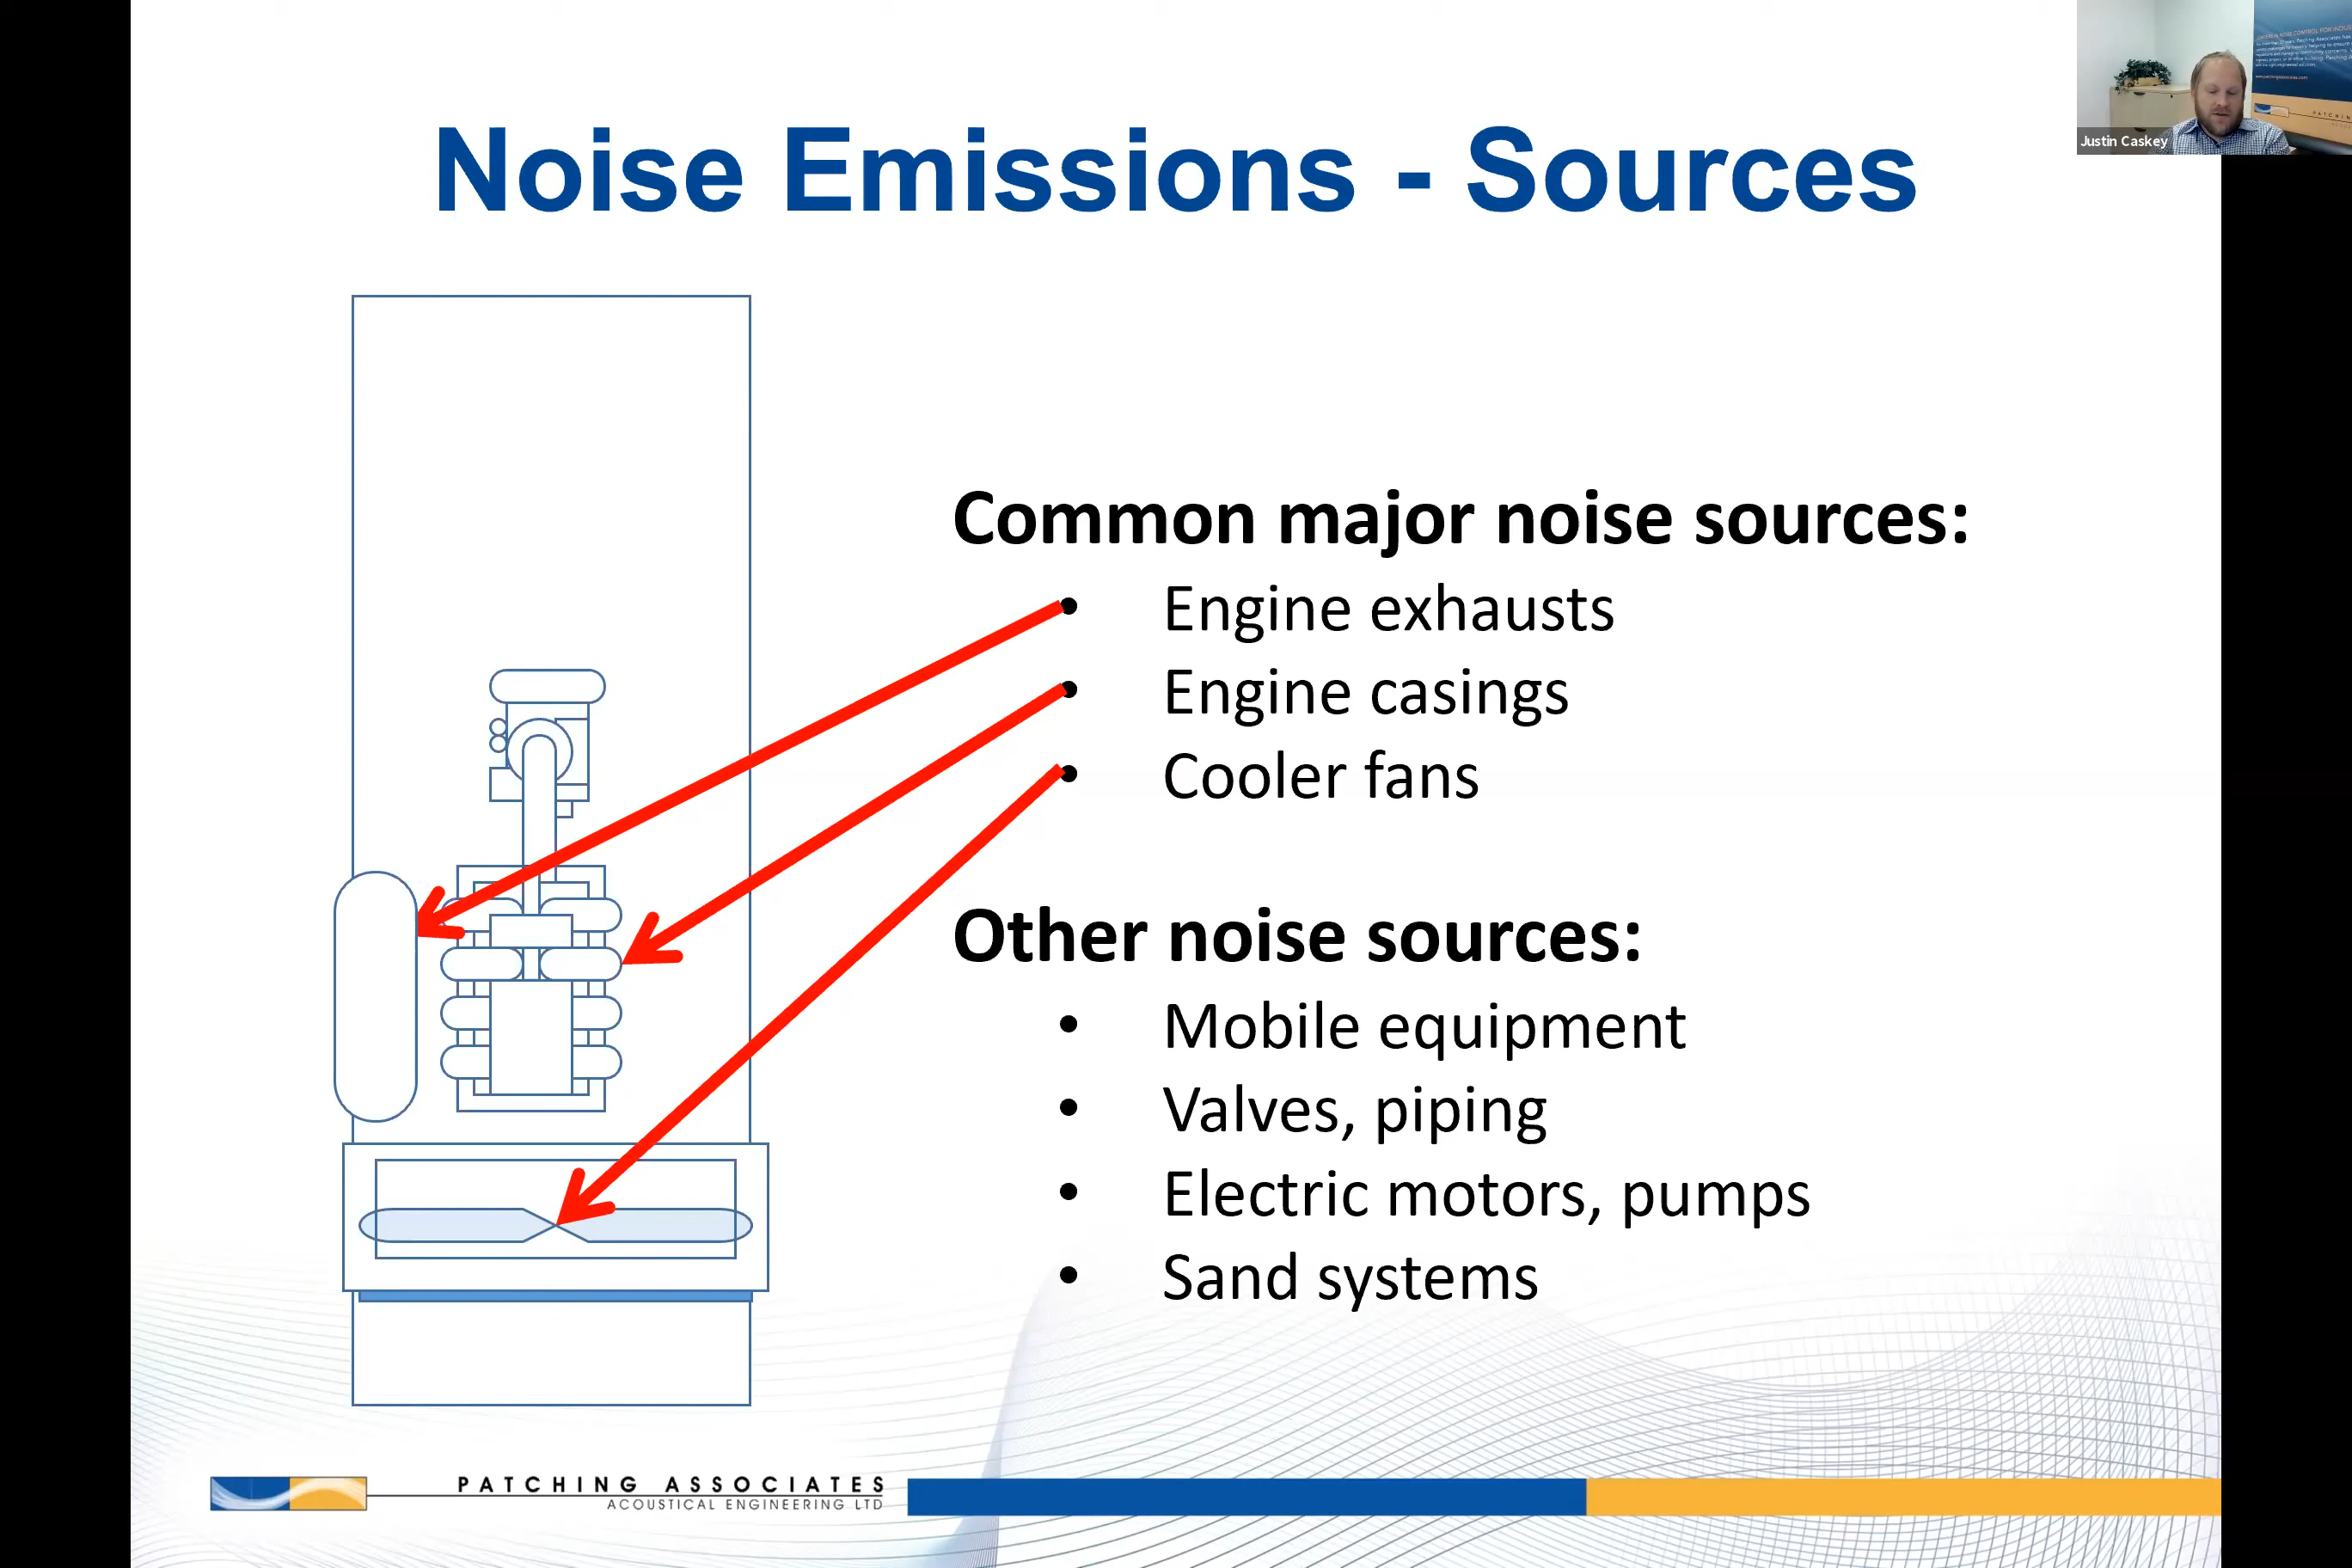 Noise Emissions - Sources
Justin Caskey
Common major noise sources:
• Engine exhausts
• Engine casings
• Cooler fans
Other noise sources:
• Mobile equipment
• Valves, piping
• Electric motors, pumps
• Sand systems
PATCHING ASSOCIATES
ACOUSTICAL ENGINEERING LTD